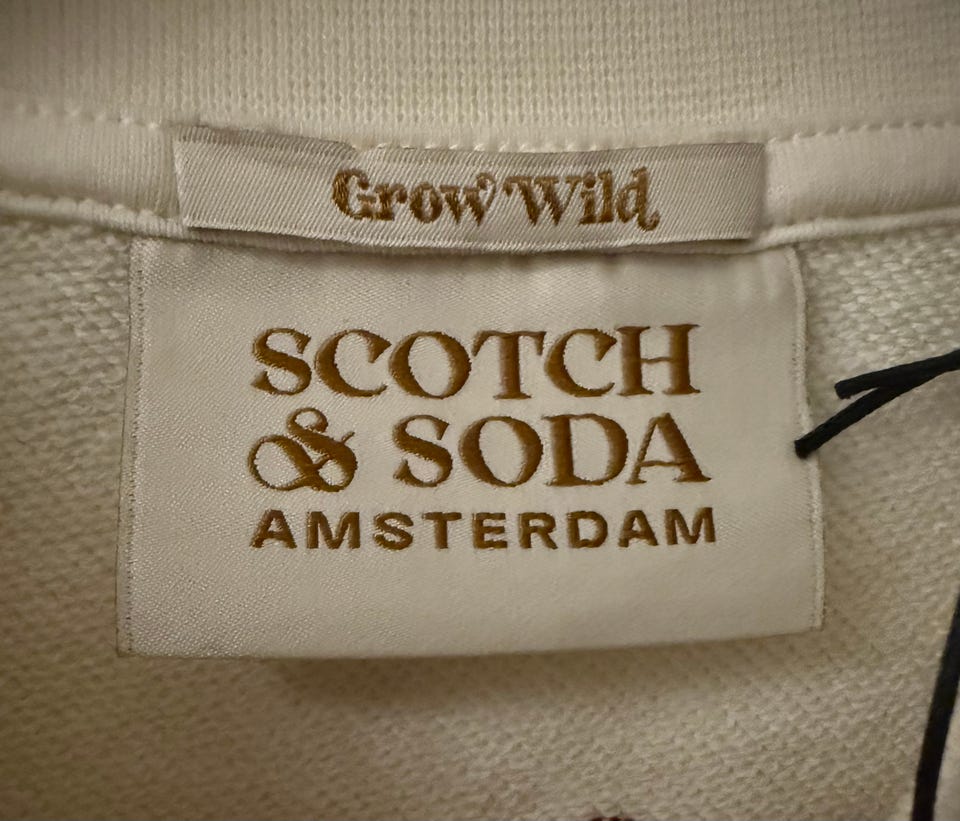 Grow Wild
SCOTCH
& SODA
AMSTERDAM